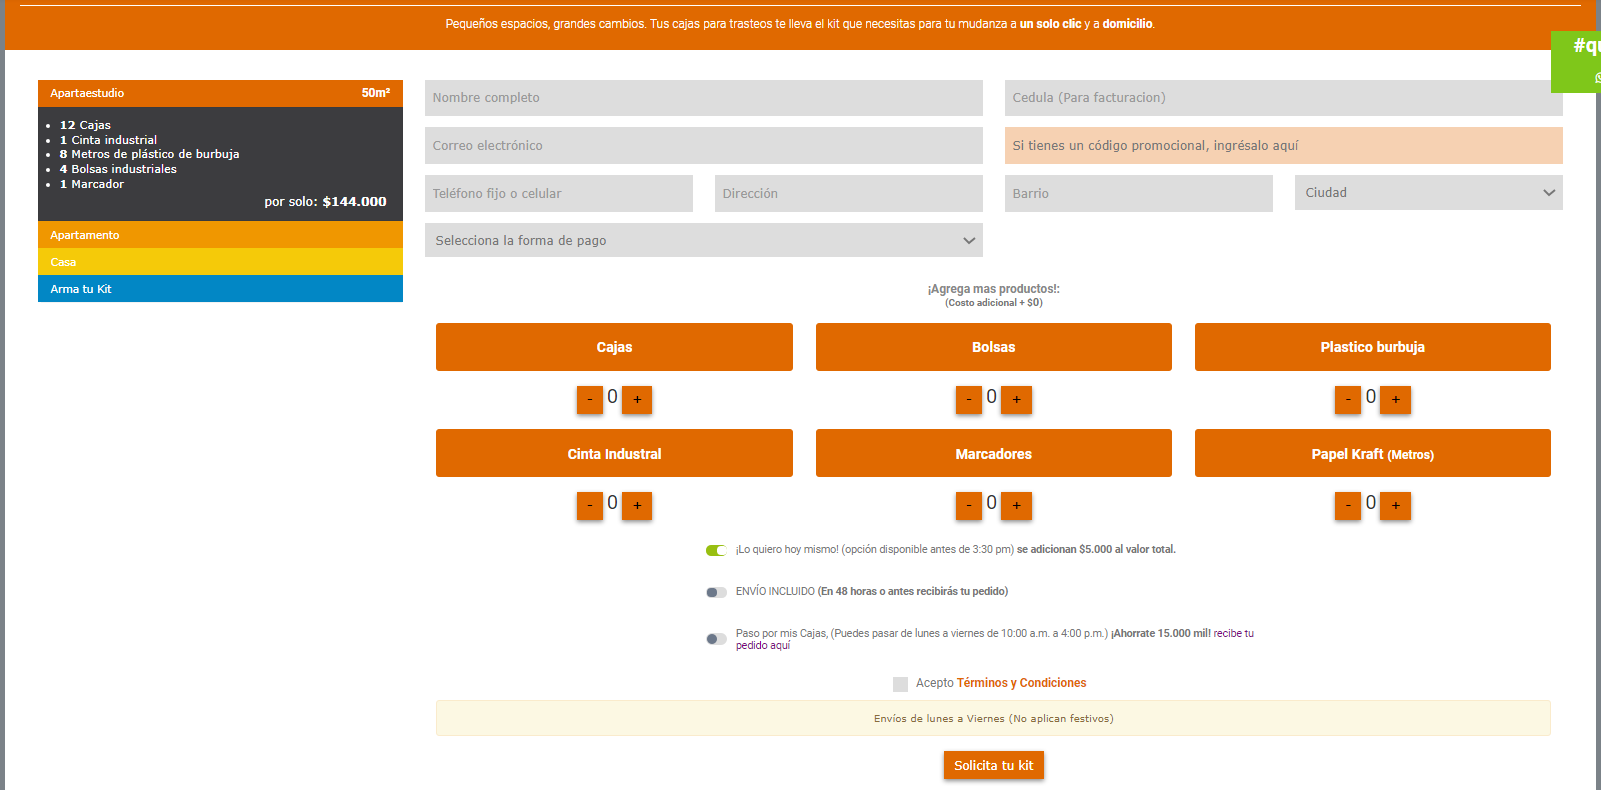 Pequeños espacios, grandes cambios. Tus cajas para trasteos te lleva el kit que necesitas para tu mudanza a un solo clic y a domicilio.
Apartaestudio 50m²
12 Cajas
1 Cinta industrial
8 Metros de plástico de burbuja
4 Bolsas industriales
1 Marcador
por solo: $144.000
Apartamento
Casa
Arma tu Kit
Nombre completo
Cedula (Para facturacion)
Correo electrónico
Si tienes un código promocional, ingrésalo aquí
Teléfono fijo o celular
Dirección
Barrio
Ciudad
Selecciona la forma de pago
¡Agrega mas productos!:
(Costo adicional + $0)
Cajas
Bolsas
Plastico burbuja
- 0 +
- 0 +
- 0 +
Cinta Industral
Marcadores
Papel Kraft (Metros)
- 0 +
- 0 +
- 0 +
¡Lo quiero hoy mismo! (opción disponible antes de 3:30 pm) se adicionan $5.000 al valor total.
ENVÍO INCLUIDO (En 48 horas o antes recibirás tu pedido)
Paso por mis Cajas, (Puedes pasar de lunes a viernes de 10:00 a.m. a 4:00 p.m.) ¡Ahorrate 15.000 mil! recibe tu
pedido aquí
Acepto Términos y Condiciones
Envíos de lunes a Viernes (No aplican festivos)
Solicita tu kit